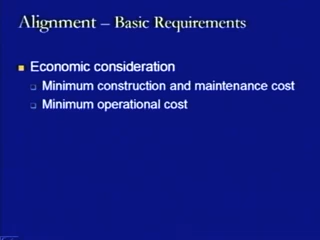 Alignment – Basic Requirements
Economic consideration
Minimum construction and maintenance cost
Minimum operational cost